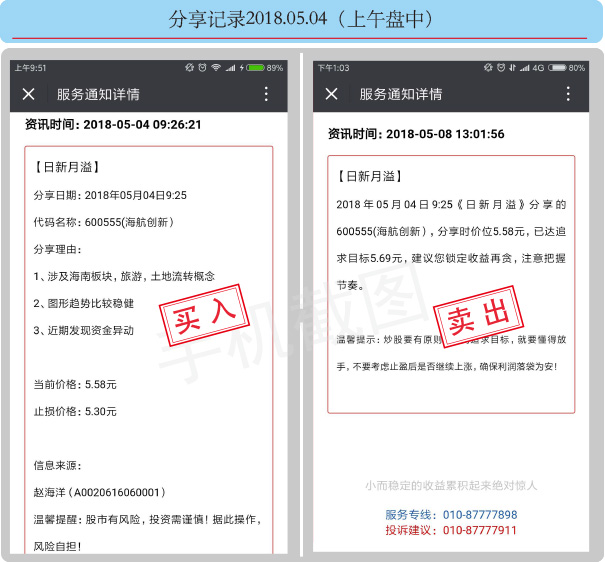 分享记录2018.05.04（上午盘中）
上午9:51
89%
服务通知详情
资讯时间: 2018-05-04 09:26:21
【日新月溢】
分享日期: 2018年05月04日9:25
代码名称: 600555(海航创新）
分享理由:
1、涉及海南板块，旅游，土地流转概念
2、图形趋势比较稳健
3、近期发现资金异动
买入
当前价格: 5.58元
止损价格: 5.30元
信息来源:
赵海洋（A0020616060001）
温馨提醒: 股市有风险，投资需谨慎！据此操作，
风险自担！
下午1:03
4G
80%
服务通知详情
资讯时间: 2018-05-08 13:01:56
【日新月溢】
2018年05月04日9:25《日新月溢》分享的
600555(海航创新），分享时价位5.58元，已达追
求目标5.69元，建议您锁定收益再贪，注意把握
节奏。
卖出
温馨提示: 炒股要有原则
求目标，就要懂得放
手，不要考虑止盈后是否继续上涨，确保利润落袋为安！
小而稳定的收益累积起来绝对惊人
服务专线: 010-87777898
投诉建议: 010-87777911
手机截图